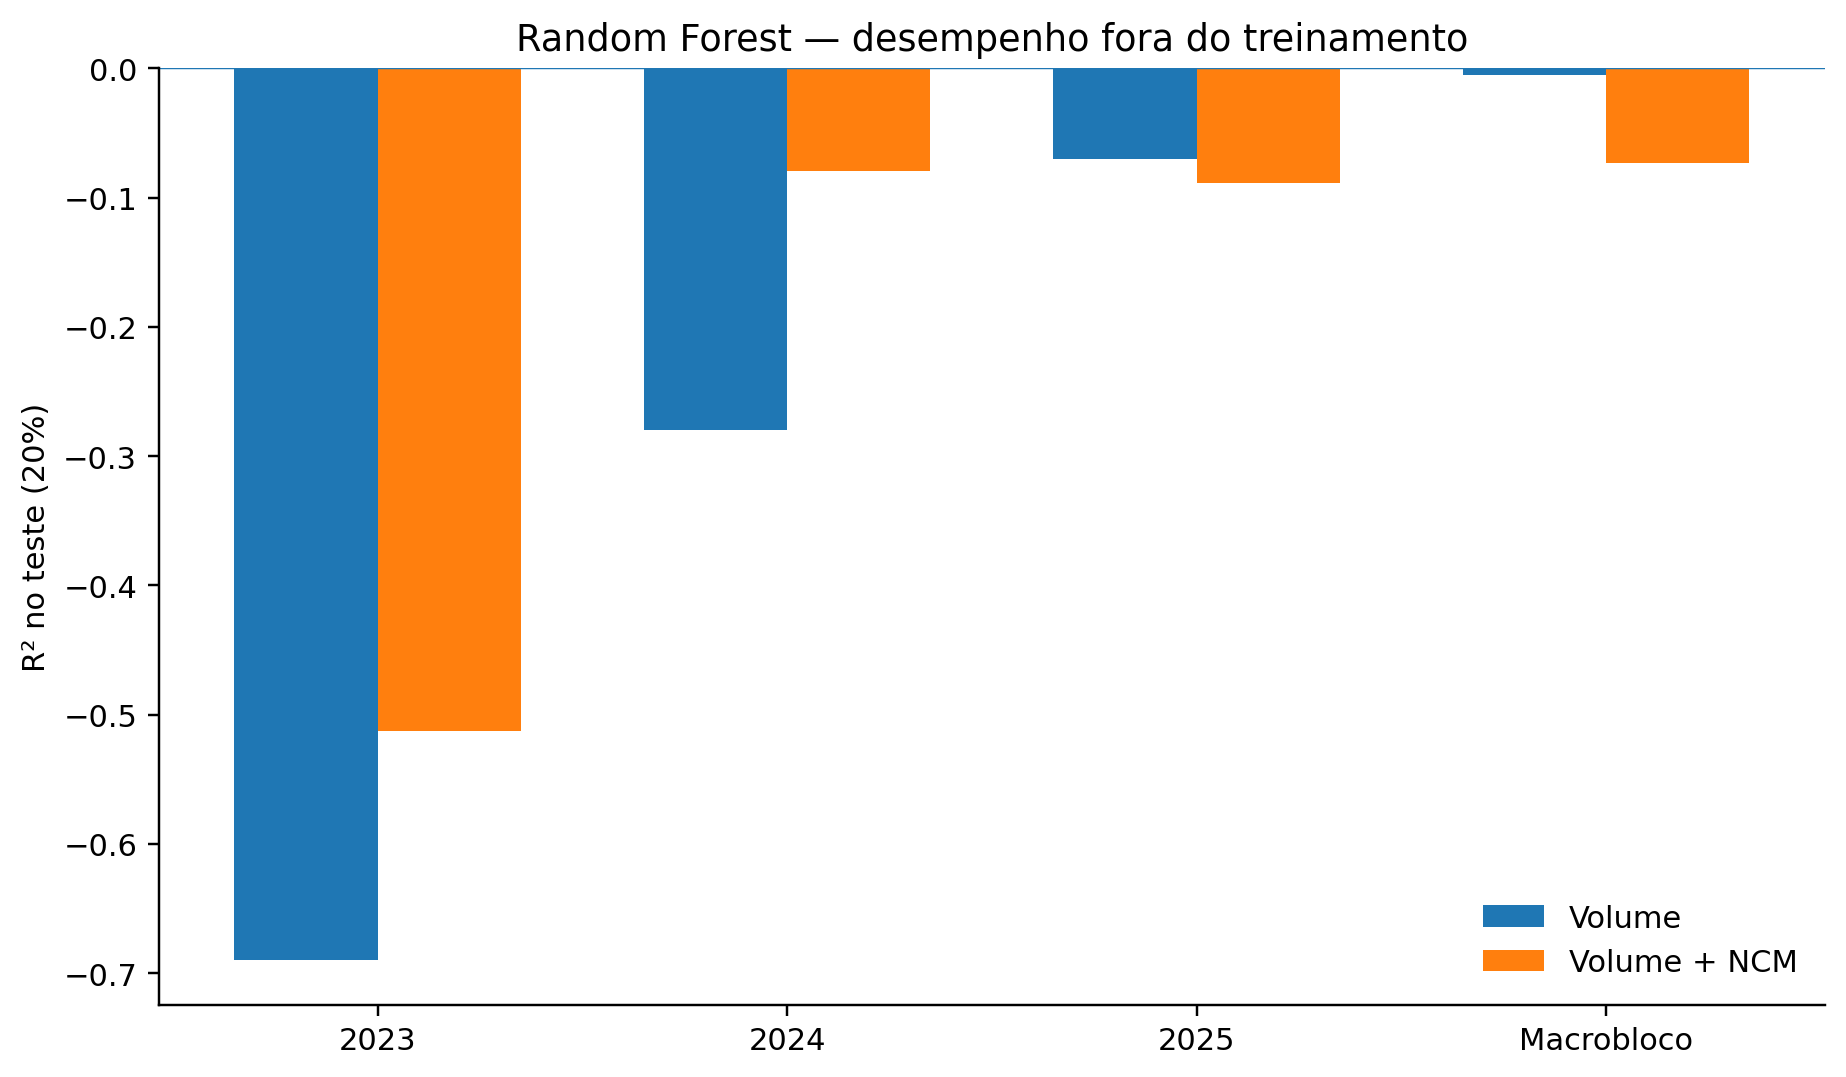 Random Forest — desempenho fora do treinamento
R² no teste (20%)
0.0
−0.1
−0.2
−0.3
−0.4
−0.5
−0.6
−0.7
2023
2024
2025
Macrobloco
Volume
Volume + NCM